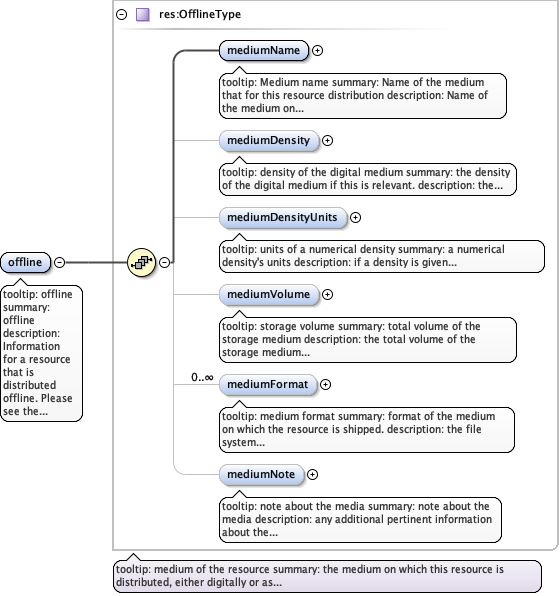 res:OfflineType
mediumName
tooltip: Medium name summary: Name of the medium
that for this resource distribution description: Name of
the medium on...
mediumDensity
tooltip: density of the digital medium summary: the density
of the digital medium if this is relevant. description: the...
mediumDensityUnits
tooltip: units of a numerical density summary: a numerical
density's units description: if a density is given...
offline
tooltip: offline
summary:
offline
description:
Information
for a resource
that is
distributed
offline. Please
see the...
mediumVolume
tooltip: storage volume summary: total volume of the
storage medium description: the total volume of the
storage medium...
0..∞
mediumFormat
tooltip: medium format summary: format of the medium
on which the resource is shipped. description: the file
system...
mediumNote
tooltip: note about the media summary: note about the
media description: any additional pertinent information
about the...
tooltip: medium of the resource summary: the medium on which this resource is
distributed, either digitally or as...